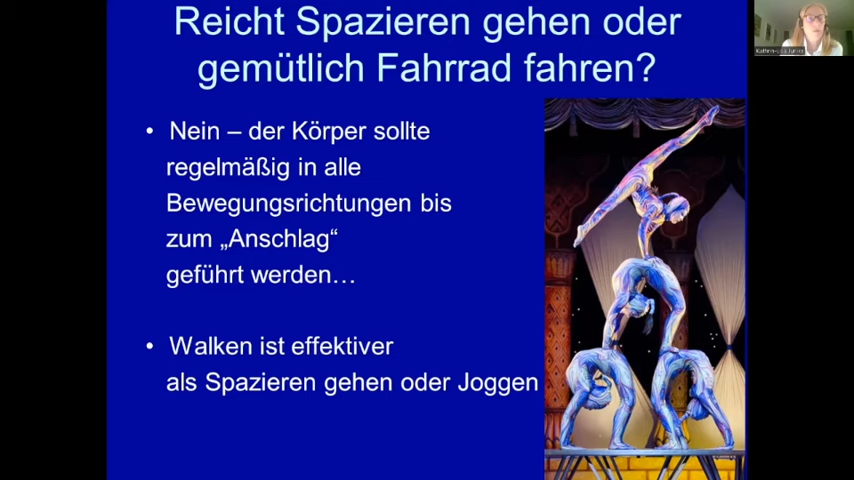 Reicht Spazieren gehen oder
gemütlich Fahrrad fahren?
• Nein – der Körper sollte
regelmäßig in alle
Bewegungsrichtungen bis
zum „Anschlag“
geführt werden…
• Walken ist effektiver
als Spazieren gehen oder Joggen